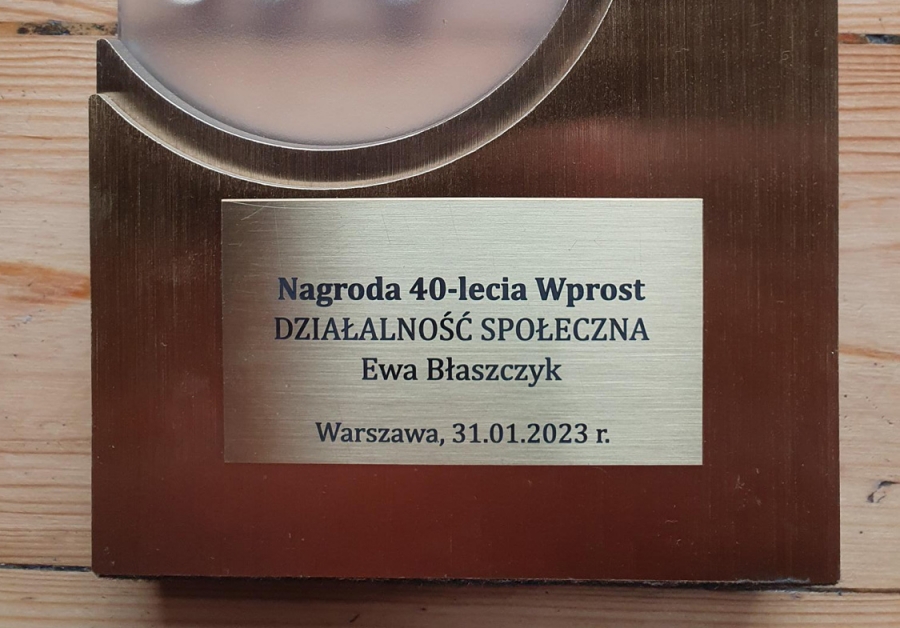 Nagroda 40-lecia Wprost
DZIAŁALNOŚĆ SPOŁECZNA
Ewa Błaszczyk
Warszawa, 31.01.2023 r.